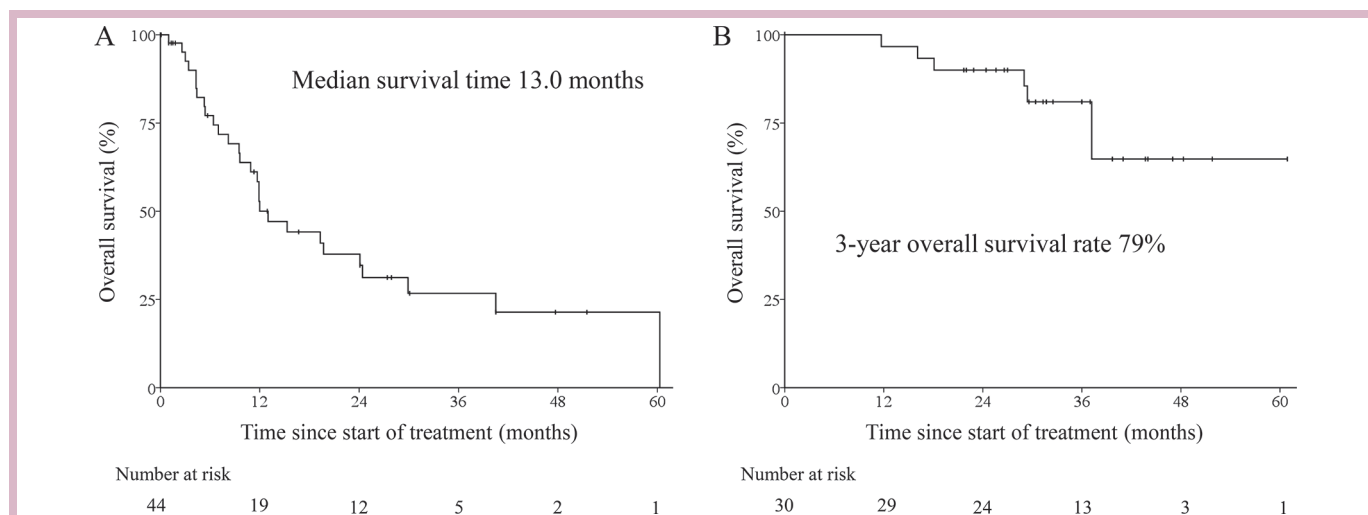 A
100
75
50
25
0
Overall survival (%)
Median survival time 13.0 months
0 12 24 36 48 60
Time since start of treatment (months)
Number at risk
44 19 12 5 2 1
B
100
75
50
25
0
Overall survival (%)
3-year overall survival rate 79%
0 12 24 36 48 60
Time since start of treatment (months)
Number at risk
30 29 24 13 3 1